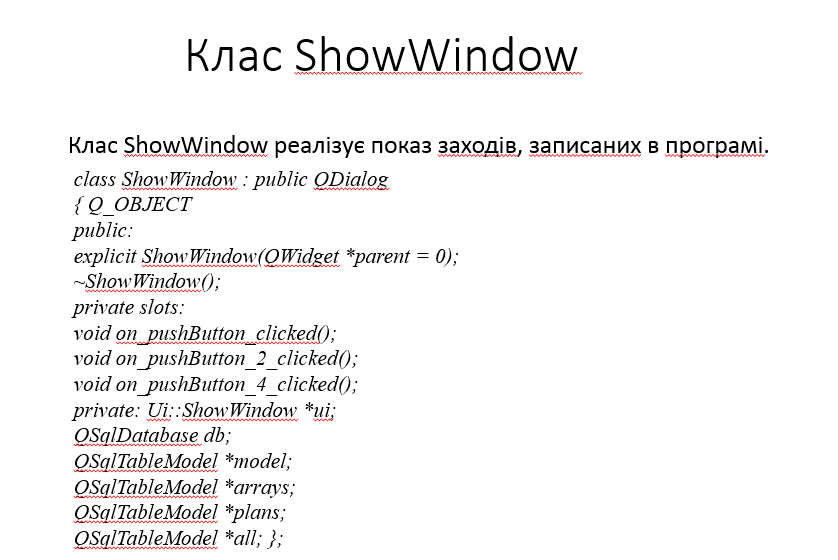 Клас ShowWindow
Клас ShowWindow реалізує показ заходів, записаних в програмі.
class ShowWindow : public QDialog
{ Q_OBJECT
public:
explicit ShowWindow(QWidget *parent = 0);
~ShowWindow();
private slots:
void on_pushButton_clicked();
void on_pushButton_2_clicked();
void on_pushButton_4_clicked();
private: Ui::ShowWindow *ui;
QSqlDatabase db;
QSqlTableModel *model;
QSqlTableModel *arrays;
QSqlTableModel *plans;
QSqlTableModel *all; };